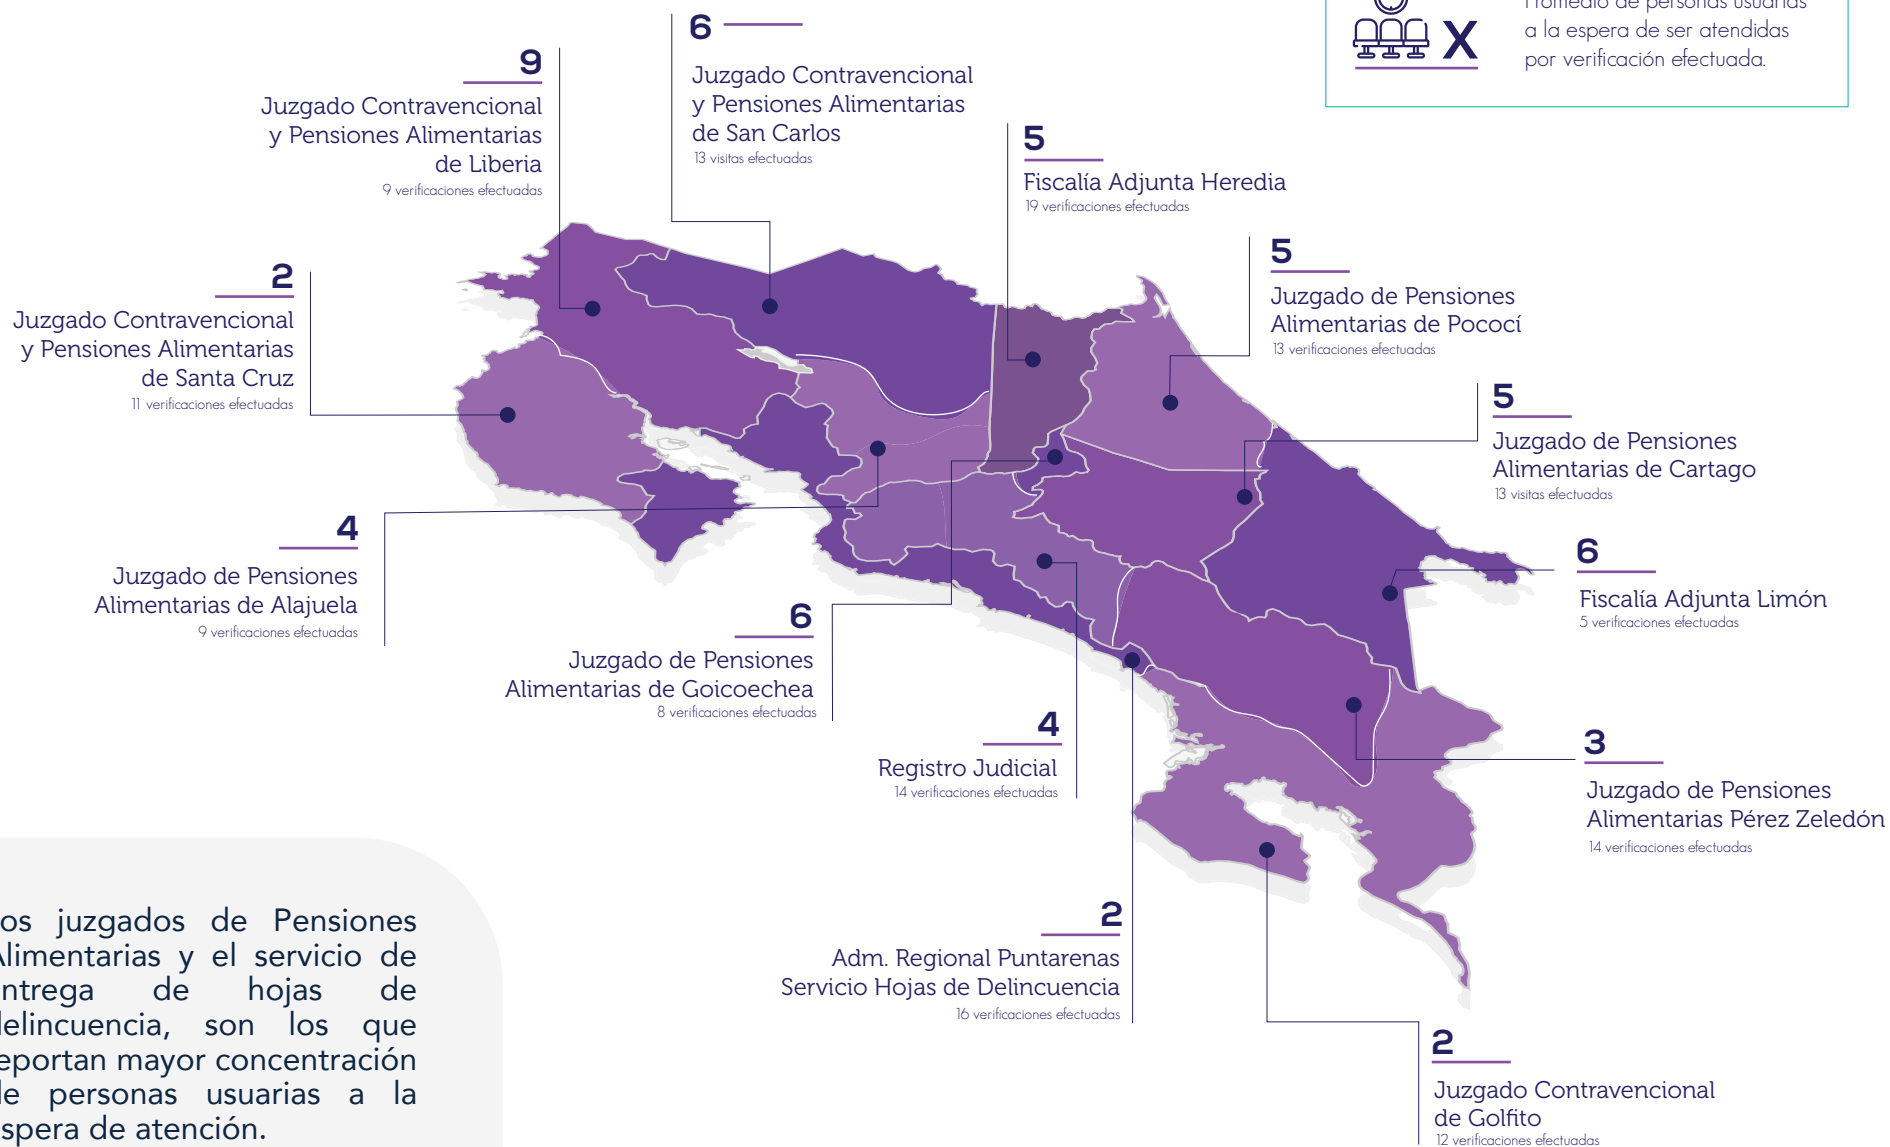 6
Juzgado Contravencional
y Pensiones Alimentarias
de San Carlos
13 visitas efectuadas
X
Promedio de personas usuarias
a la espera de ser atendidas
por verificación efectuada.
9
Juzgado Contravencional
y Pensiones Alimentarias
de Liberia
9 verificaciones efectuadas
5
Fiscalía Adjunta Heredia
19 verificaciones efectuadas
2
Juzgado Contravencional
y Pensiones Alimentarias
de Santa Cruz
11 verificaciones efectuadas
5
Juzgado de Pensiones
Alimentarias de Pococí
13 verificaciones efectuadas
5
Juzgado de Pensiones
Alimentarias de Cartago
13 visitas efectuadas
4
Juzgado de Pensiones
Alimentarias de Alajuela
9 verificaciones efectuadas
6
Fiscalía Adjunta Limón
5 verificaciones efectuadas
6
Juzgado de Pensiones
Alimentarias de Goicoechea
8 verificaciones efectuadas
4
Registro Judicial
14 verificaciones efectuadas
3
Juzgado de Pensiones
Alimentarias Pérez Zeledón
14 verificaciones efectuadas
2
Adm. Regional Puntarenas
Servicio Hojas de Delincuencia
16 verificaciones efectuadas
2
Juzgado Contravencional
de Golfito
12 verificaciones efectuadas
os juzgados de Pensiones
Alimentarias y el servicio de
entrega de hojas de
delincuencia, son los que
reportan mayor concentración
de personas usuarias a la
espera de atención.